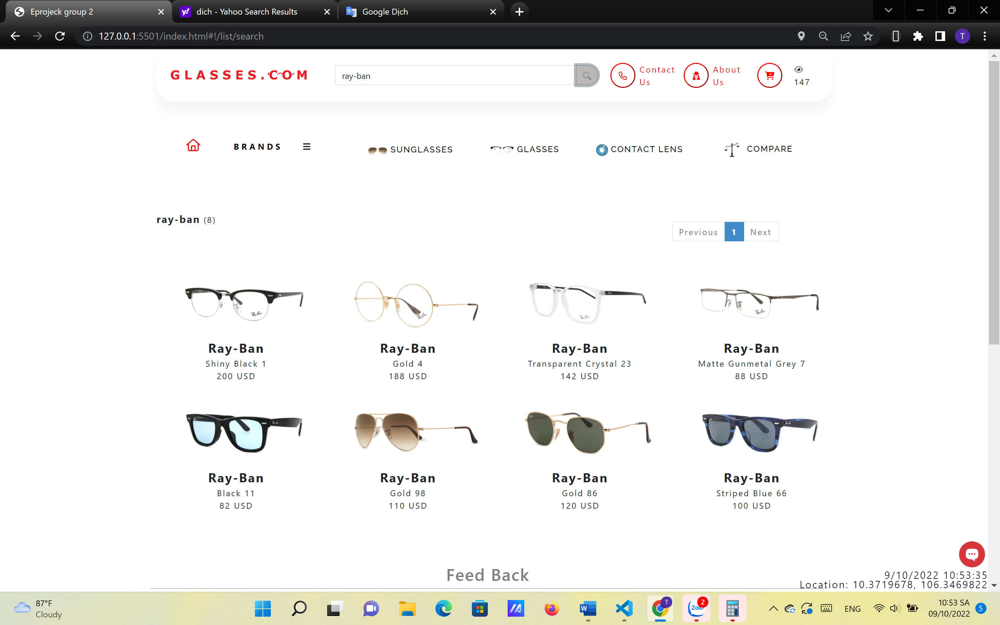 Eprojeck group 2
dich - Yahoo Search Results
Google Dịch
127.0.0.1:5501/index.html#!/list/search
T
GLASSES.COM
ray-ban
Contact Us
About Us
147
BRANDS
SUNGLASSES
GLASSES
CONTACT LENS
COMPARE
ray-ban (8)
Previous 1 Next
Ray-Ban
Shiny Black 1
200 USD
Ray-Ban
Gold 4
188 USD
Ray-Ban
Transparent Crystal 23
142 USD
Ray-Ban
Matte Gunmetal Grey 7
88 USD
Ray-Ban
Black 11
82 USD
Ray-Ban
Gold 98
110 USD
Ray-Ban
Gold 86
120 USD
Ray-Ban
Striped Blue 66
100 USD
Feed Back
9/10/2022 10:53:35
Location: 10.3719678, 106.3469822
87°F
Cloudy
W
T
Zalo
2
ENG
10:53 SA
09/10/2022
5